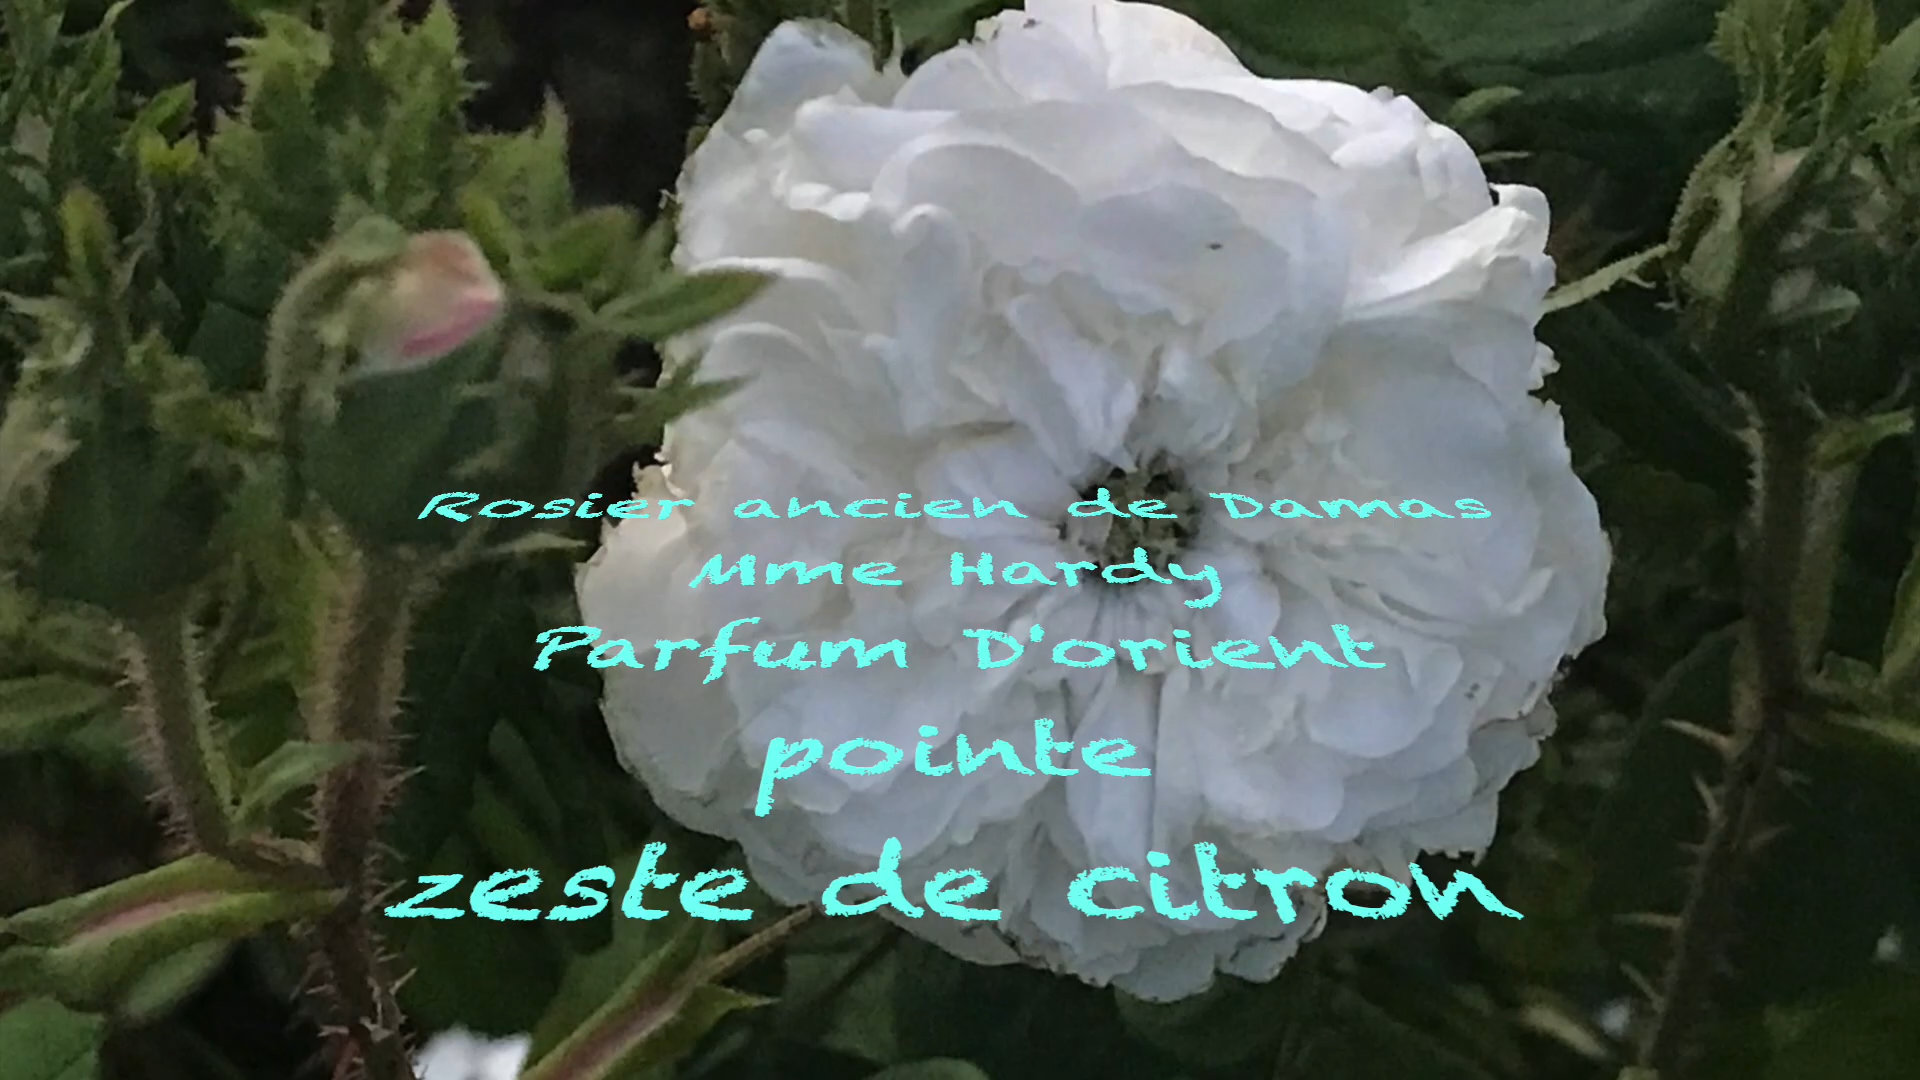 Rosier ancien de Damas
Mme Hardy
Parfum D'orient
pointe
zeste de citron